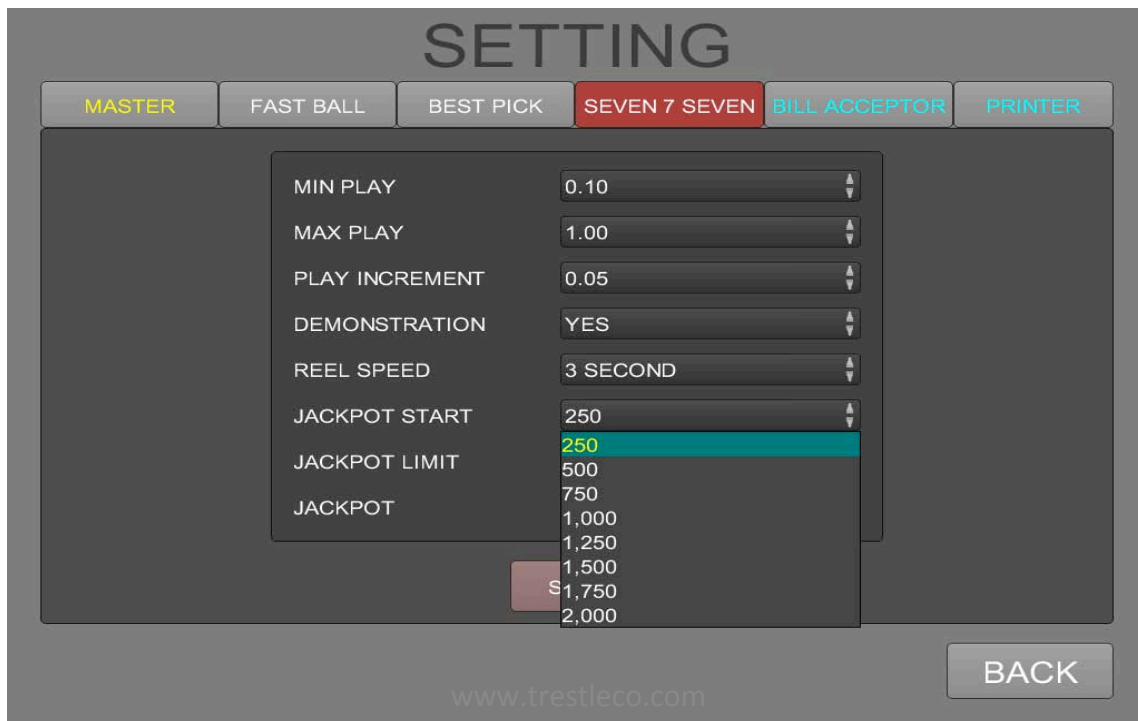 SETTING
MASTER FAST BALL BEST PICK SEVEN 7 SEVEN BILL ACCEPTOR PRINTER
MIN PLAY 0.10
MAX PLAY 1.00
PLAY INCREMENT 0.05
DEMONSTRATION YES
REEL SPEED 3 SECOND
JACKPOT START 250
250
JACKPOT LIMIT 500
750
JACKPOT 1,000
1,250
1,500
1,750
2,000
BACK
www.trestleco.com